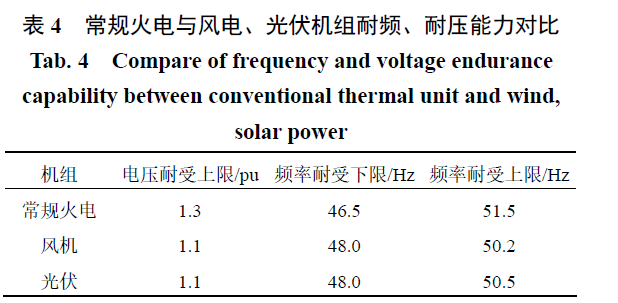 表 4 常规火电与风电、光伏机组耐频、耐压能力对比
Tab. 4 Compare of frequency and voltage endurance
capability between conventional thermal unit and wind,
solar power
机组 电压耐受上限/pu 频率耐受下限/Hz 频率耐受上限/Hz
常规火电 1.3 46.5 51.5
风机 1.1 48.0 50.2
光伏 1.1 48.0 50.5